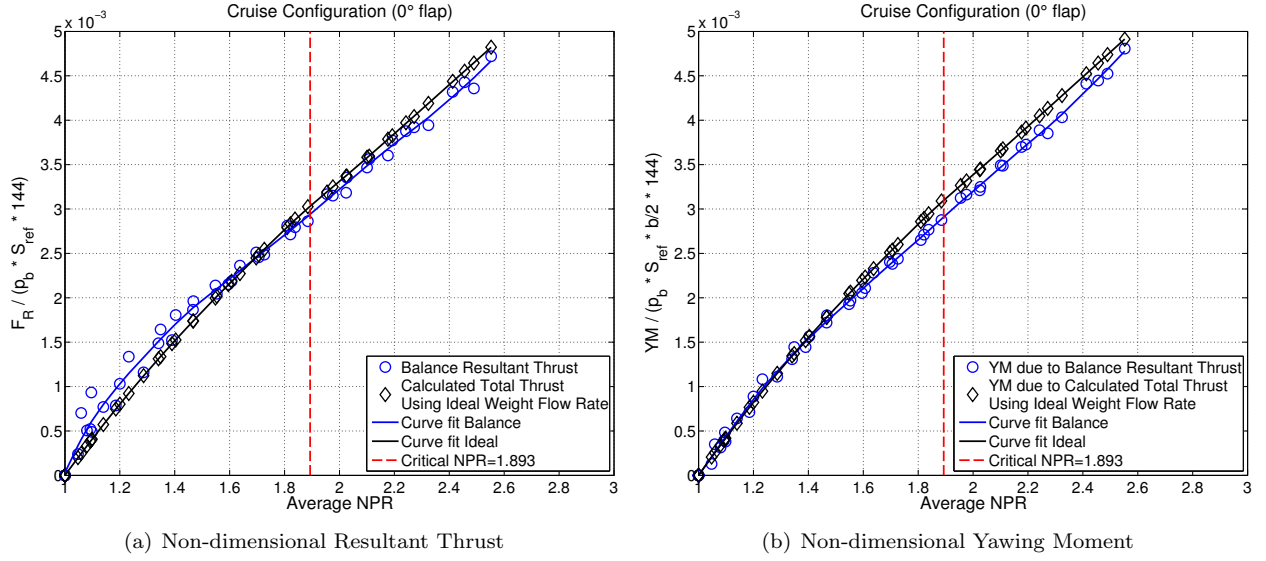 Cruise Configuration (0° flap)
x 10⁻³
5
4.5
4
3.5
3
2.5
2
1.5
1
0.5
0
1.2
1.4
1.6
1.8
2
2.2
2.4
2.6
2.8
3
F_R / (p_b * S_ref * 144)
Average NPR
Balance Resultant Thrust
Calculated Total Thrust
Using Ideal Weight Flow Rate
Curve fit Balance
Curve fit Ideal
Critical NPR=1.893
(a) Non-dimensional Resultant Thrust
Cruise Configuration (0° flap)
x 10⁻³
5
4.5
4
3.5
3
2.5
2
1.5
1
0.5
0
1.2
1.4
1.6
1.8
2
2.2
2.4
2.6
2.8
3
YM / (p_b * S_ref * b/2 * 144)
Average NPR
YM due to Balance Resultant Thrust
YM due to Calculated Total Thrust
Using Ideal Weight Flow Rate
Curve fit Balance
Curve fit Ideal
Critical NPR=1.893
(b) Non-dimensional Yawing Moment